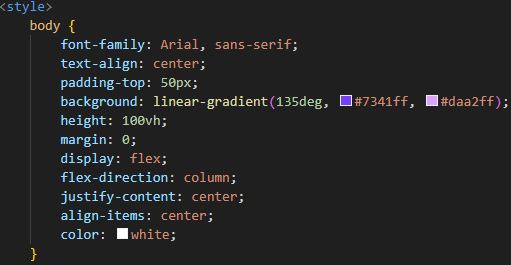 <style>
body {
font-family: Arial, sans-serif;
text-align: center;
padding-top: 50px;
background: linear-gradient(135deg, #7341ff, #daa2ff);
height: 100vh;
margin: 0;
display: flex;
flex-direction: column;
justify-content: center;
align-items: center;
color: white;
}